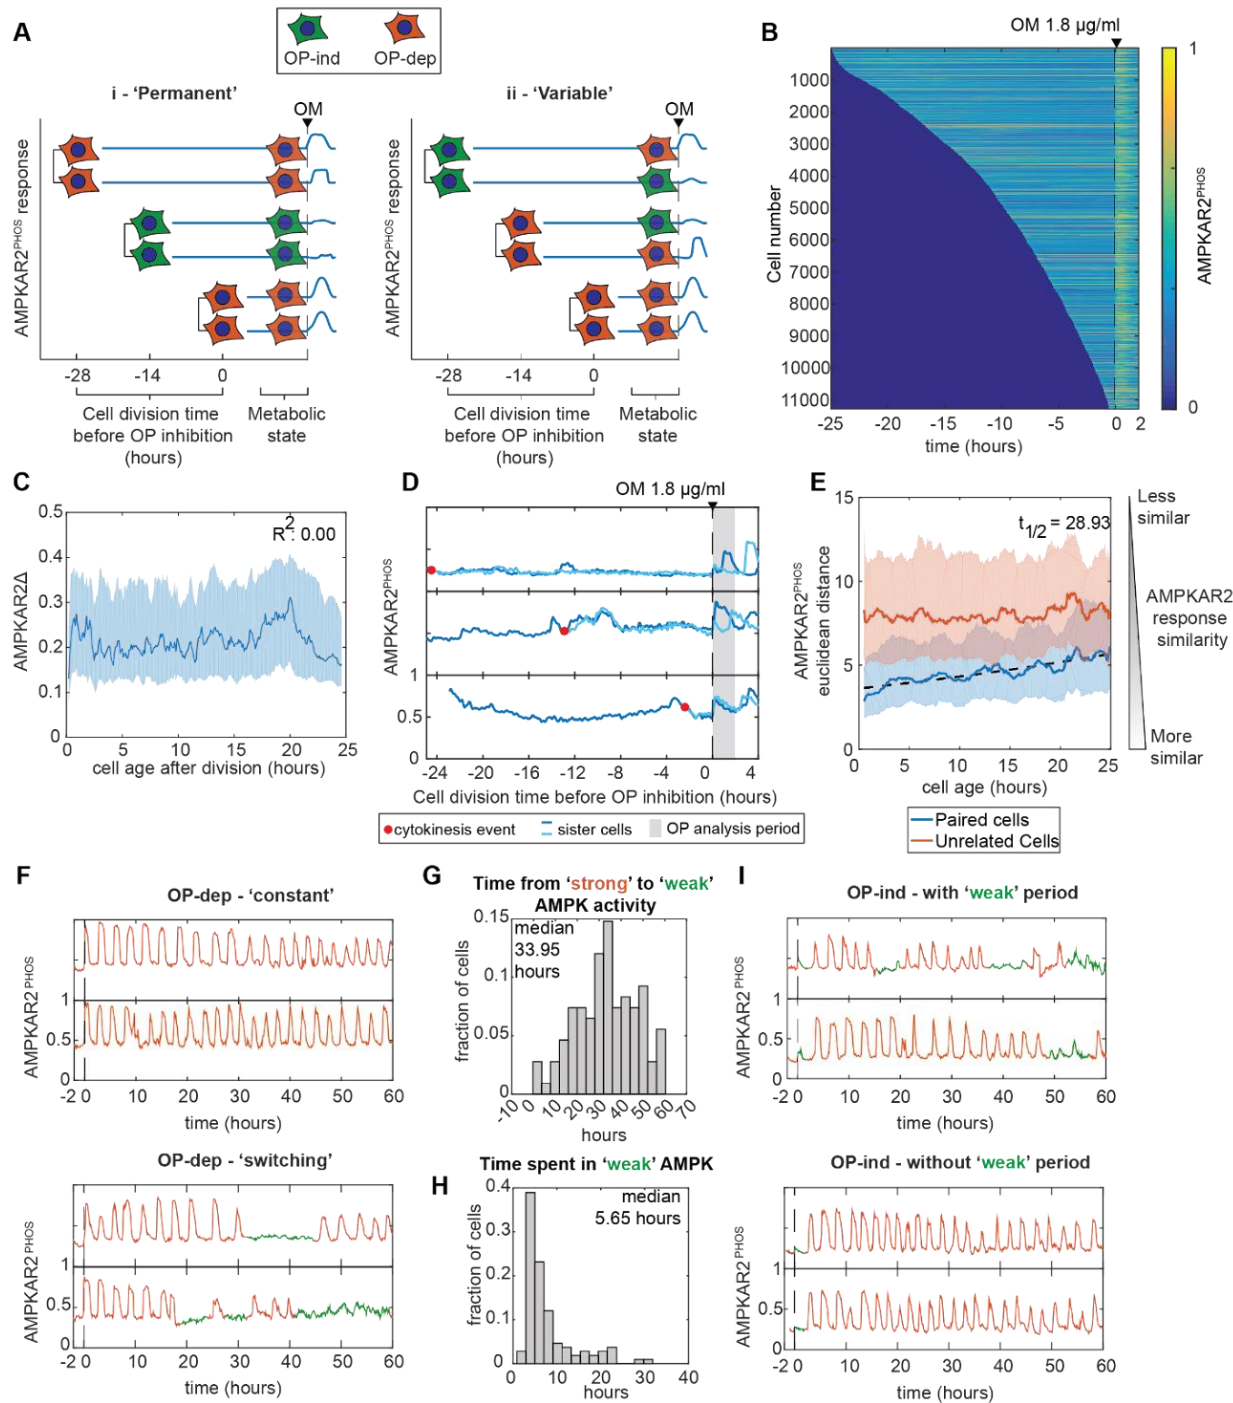 A
OP-ind
OP-dep
i - ‘Permanent’
OM
AMPKAR2PHOS response
-28
-14
0
Cell division time
before OP inhibition
(hours)
Metabolic
state
ii - ‘Variable’
OM
AMPKAR2PHOS response
-28
-14
0
Cell division time
before OP inhibition
(hours)
Metabolic
state
B
OM 1.8 µg/ml
1000
2000
3000
4000
5000
6000
7000
8000
9000
10000
11000
Cell number
-25
-20
-15
-10
-5
0
2
time (hours)
1
0
AMPKAR2PHOS
C
0.5
0.4
0.3
0.2
0.1
AMPKAR2Δ
R2: 0.00
0
5
10
15
20
25
cell age after division (hours)
D
OM 1.8 µg/ml
AMPKAR2PHOS
1
0.5
0
-24
-20
-16
-12
-8
-4
0
4
Cell division time before OP inhibition (hours)
cytokinesis event
sister cells
OP analysis period
E
15
10
5
0
AMPKAR2PHOS
euclidean distance
t1/2 = 28.93
0
5
10
15
20
25
cell age (hours)
Less
similar
AMPKAR2
response
similarity
More
similar
Paired cells
Unrelated Cells
F
OP-dep - ‘constant’
AMPKAR2PHOS
1
0.5
0
-2 0
10
20
30
40
50
60
time (hours)
OP-dep - ‘switching’
AMPKAR2PHOS
1
0.5
0
-2 0
10
20
30
40
50
60
time (hours)
G
Time from ‘strong’ to ‘weak’
AMPK activity
median
33.95
hours
0.15
0.1
0.05
0
fraction of cells
-10
0
10
20
30
40
50
60
70
hours
H
Time spent in ‘weak’ AMPK
median
5.65 hours
0.4
0.3
0.2
0.1
0
fraction of cells
0
10
20
30
40
hours
I
OP-ind - with ‘weak’ period
AMPKAR2PHOS
1
0.5
0
-2 0
10
20
30
40
50
60
time (hours)
OP-ind - without ‘weak’ period
AMPKAR2PHOS
1
0.5
0
-2 0
10
20
30
40
50
60
time (hours)